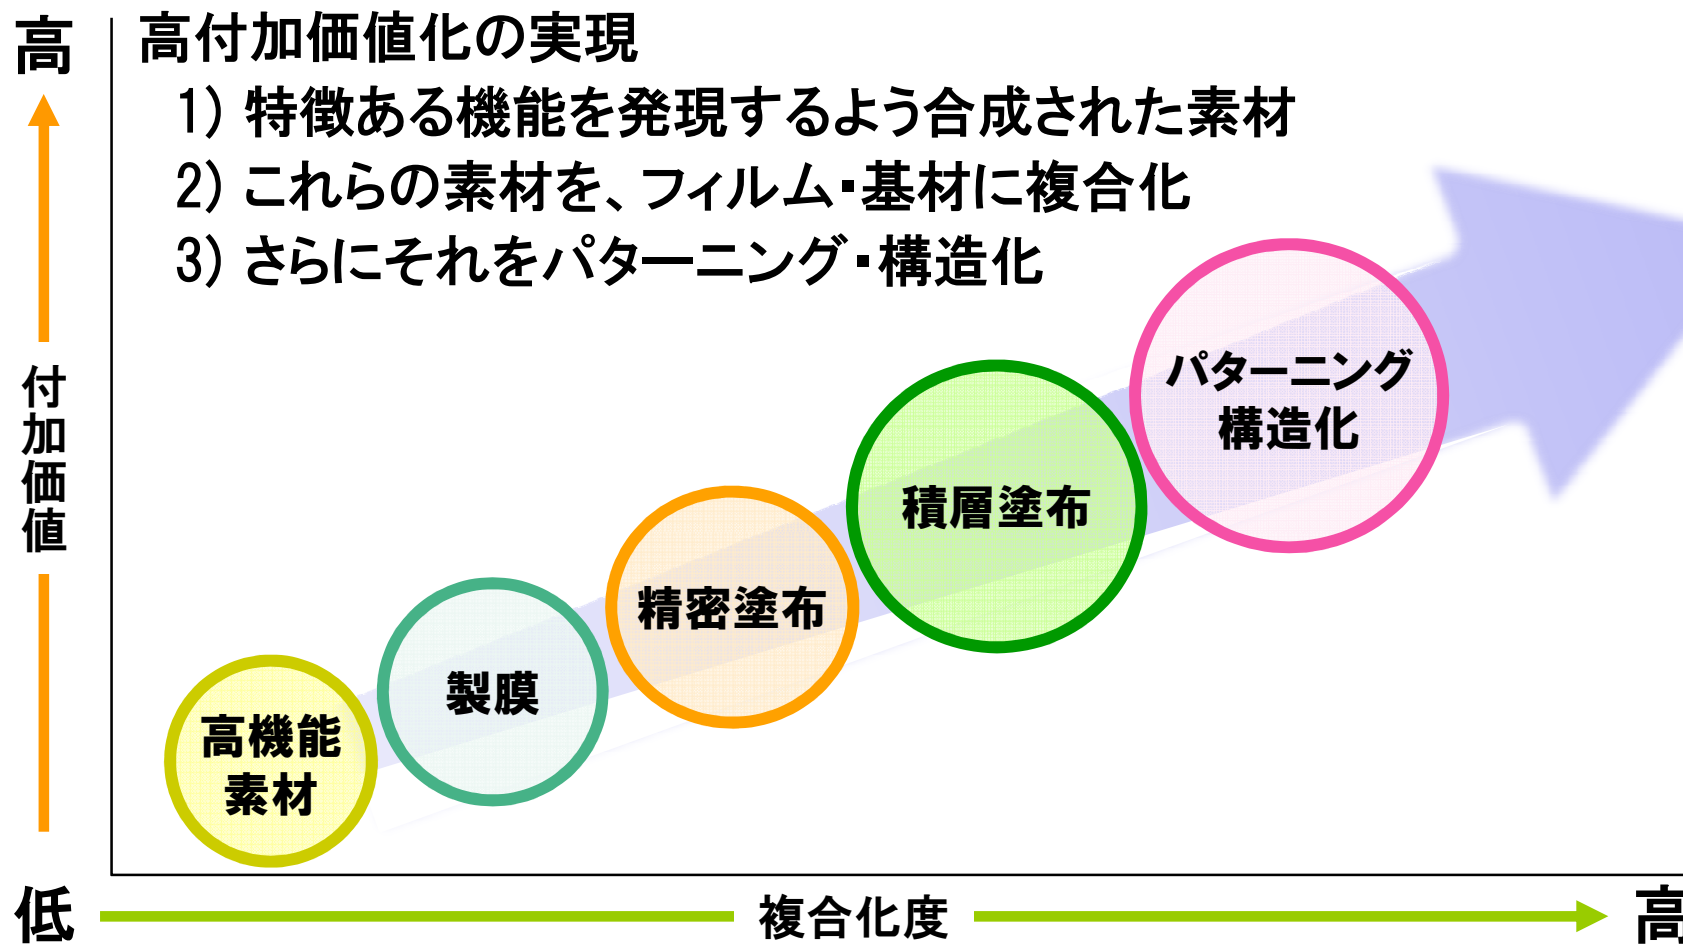 高
高付加価値化の実現
1) 特徴ある機能を発現するよう合成された素材
2) これらの素材を、フィルム・基材に複合化
3) さらにそれをパターニング・構造化
パターニング
構造化
積層塗布
精密塗布
製膜
高機能
素材
付加価値
低
複合化度
高